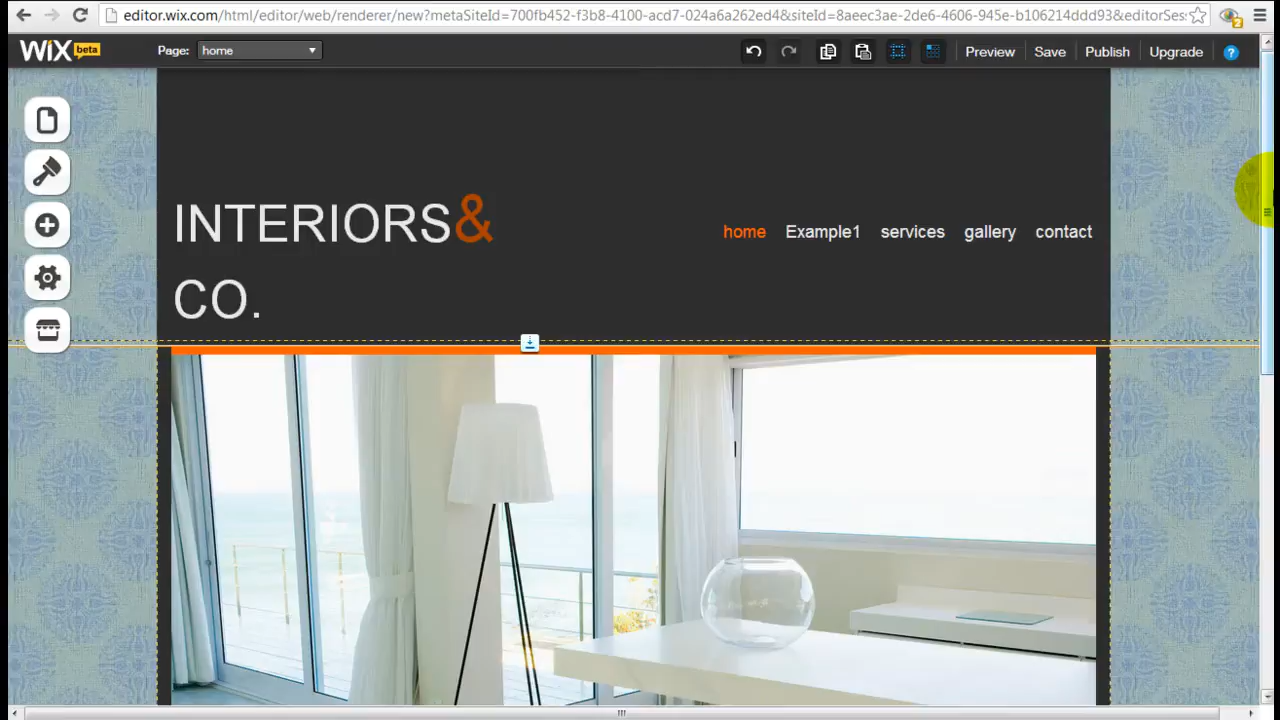 editor.wix.com/html/editor/web/renderer/new?metaSiteId=700fb452-f3b8-4100-acd7-024a6a262ed4&siteId=8aeec3ae-2de6-4606-945e-b106214ddd93&editorSes
2
WiX beta Page: home Preview Save Publish Upgrade ?
INTERIORS&
CO.
home Example1 services gallery contact